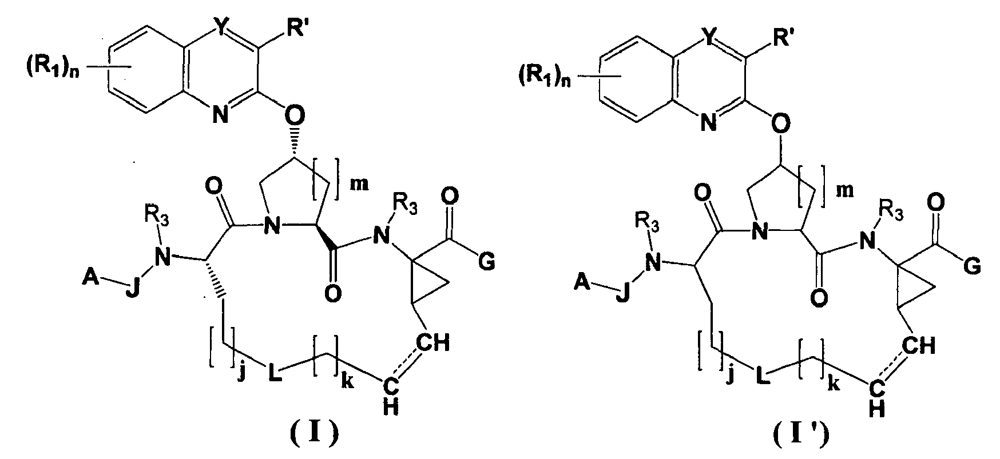 Y R' Y R'
(R₁)ₙ (R₁)ₙ
N O N O
O m O O m O
R₃ R₃ R₃ R₃
N N N N N N
A J O G A J O G
CH CH
j L k C j L k C
H H
(I) (I')